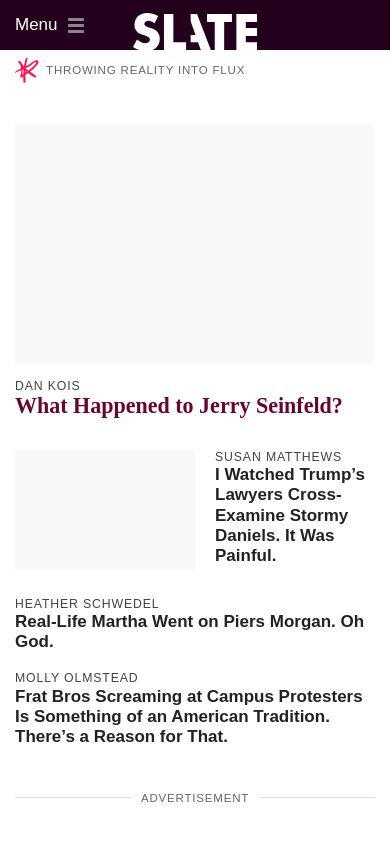 Menu
SLATE
THROWING REALITY INTO FLUX
DAN KOIS
What Happened to Jerry Seinfeld?
SUSAN MATTHEWS
I Watched Trump’s
Lawyers Cross-
Examine Stormy
Daniels. It Was
Painful.
HEATHER SCHWEDEL
Real-Life Martha Went on Piers Morgan. Oh
God.
MOLLY OLMSTEAD
Frat Bros Screaming at Campus Protesters
Is Something of an American Tradition.
There’s a Reason for That.
ADVERTISEMENT